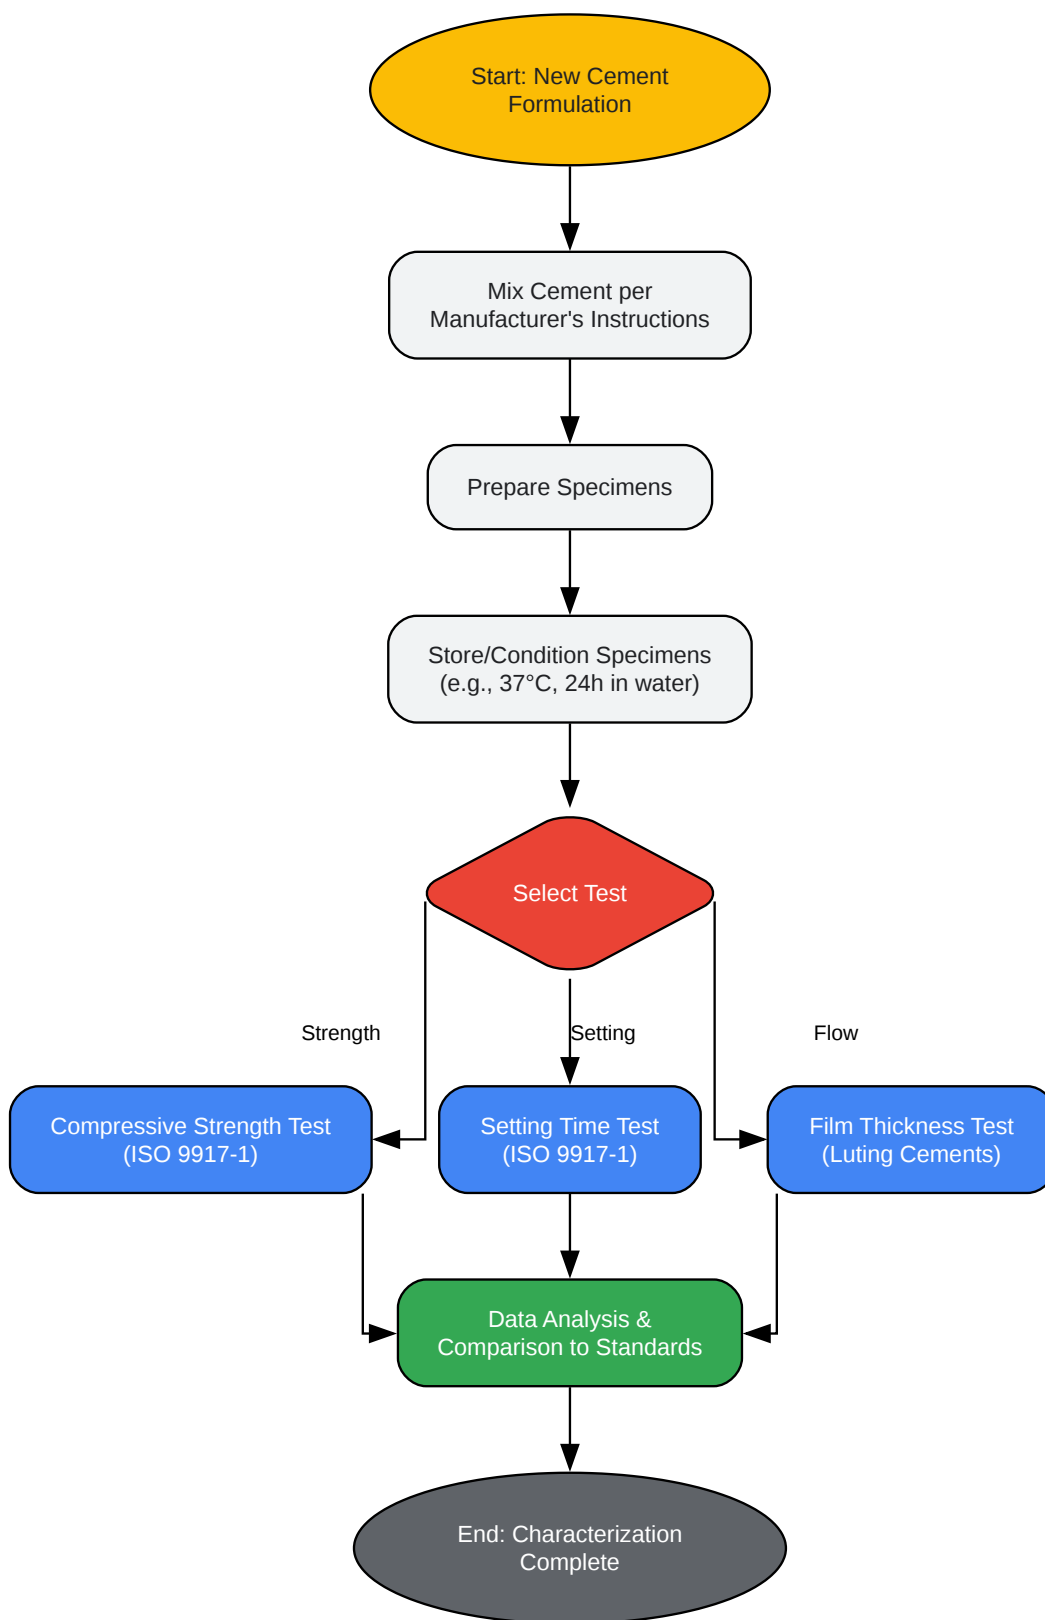 Start: New Cement
Formulation
Mix Cement per
Manufacturer's Instructions
Prepare Specimens
Store/Condition Specimens
(e.g., 37°C, 24h in water)
Select Test
Strength
Setting
Flow
Compressive Strength Test
(ISO 9917-1)
Setting Time Test
(ISO 9917-1)
Film Thickness Test
(Luting Cements)
Data Analysis &
Comparison to Standards
End: Characterization
Complete